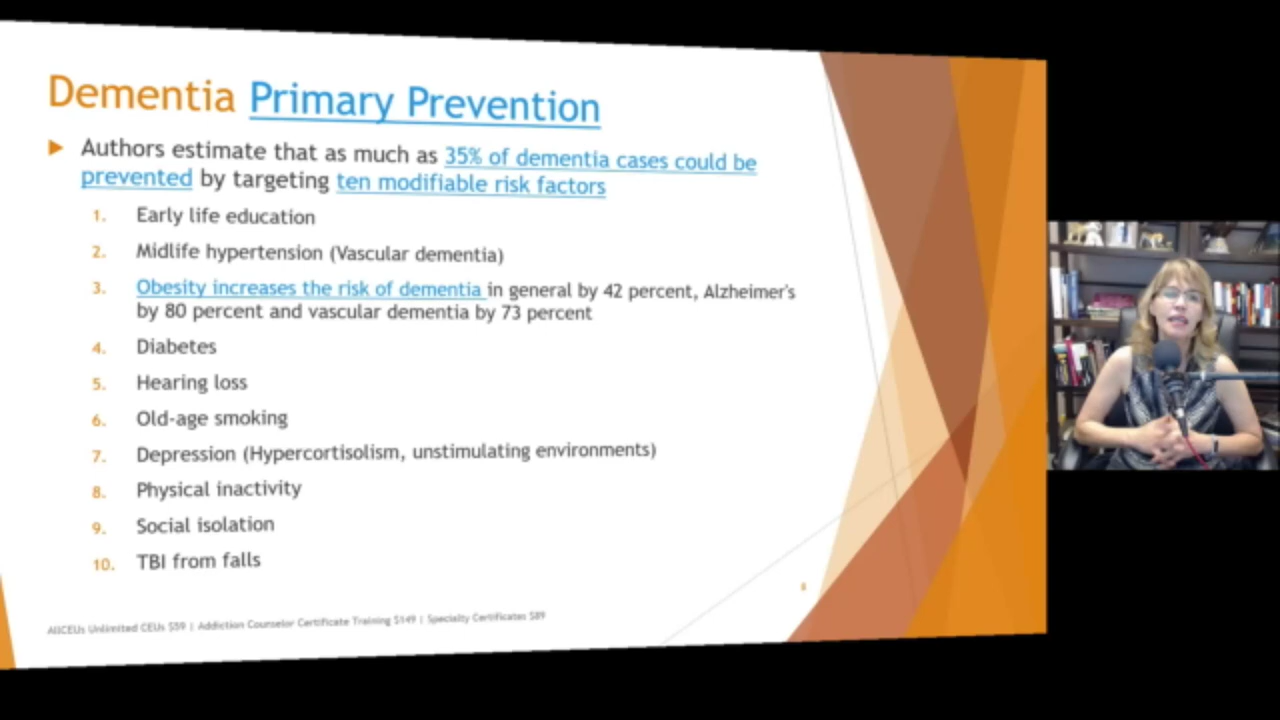 Dementia Primary Prevention
Authors estimate that as much as 35% of dementia cases could be
prevented by targeting ten modifiable risk factors
1. Early life education
2. Midlife hypertension (Vascular dementia)
3. Obesity increases the risk of dementia in general by 42 percent, Alzheimer's
by 80 percent and vascular dementia by 73 percent
4. Diabetes
5. Hearing loss
6. Old-age smoking
7. Depression (Hypercortisolism, unstimulating environments)
8. Physical inactivity
9. Social isolation
10. TBI from falls
AllCEUs Unlimited CEUs $59 | Addiction Counselor Certificate Training $149 | Specialty Certificates $89